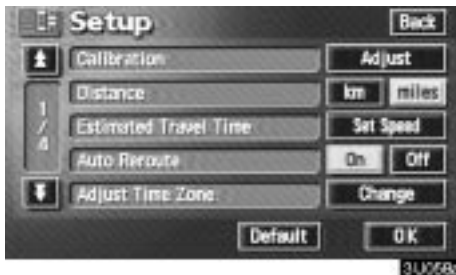 Setup Back
Calibration Adjust
Distance km miles
1/4
Estimated Travel Time Set Speed
Auto Reroute On Off
Adjust Time Zone Change
Default OK
3U05Ba